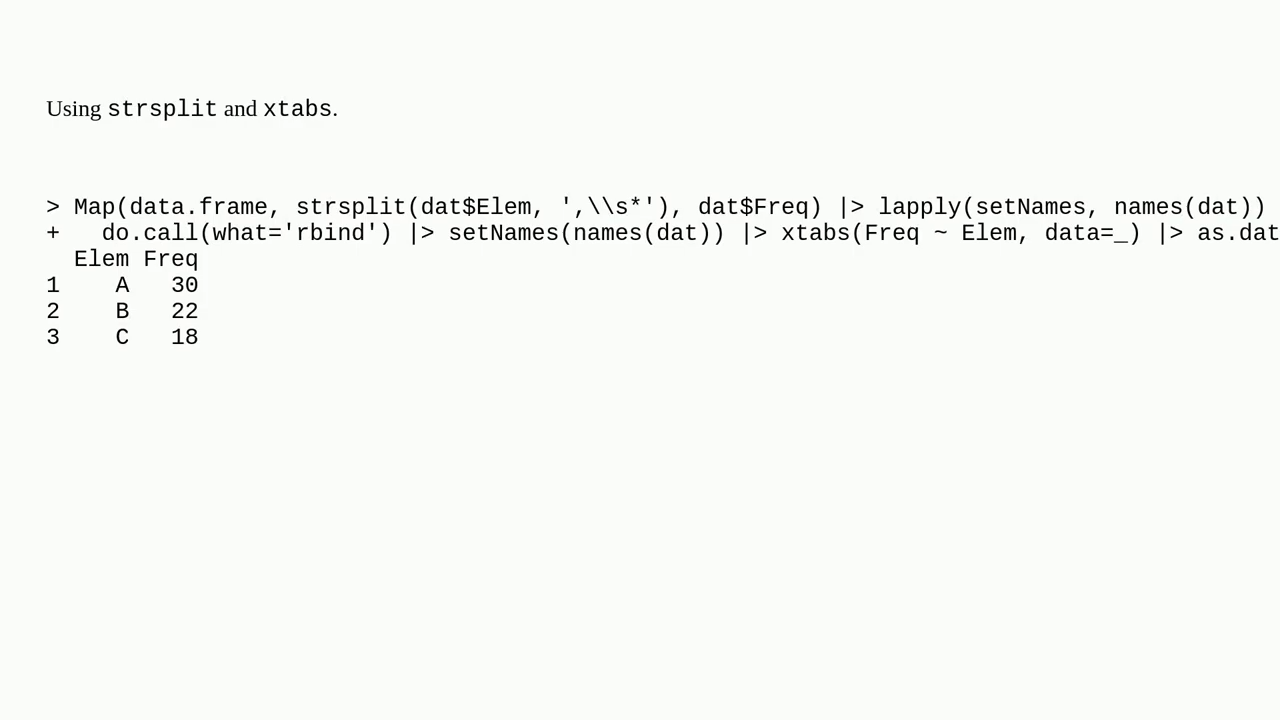 Using strsplit and xtabs.
> Map(data.frame, strsplit(dat$Elem, ',\\s*'), dat$Freq) |> lapply(setNames, names(dat))
+   do.call(what='rbind') |> setNames(names(dat)) |> xtabs(Freq ~ Elem, data=_) |> as.dat
  Elem Freq
1    A   30
2    B   22
3    C   18